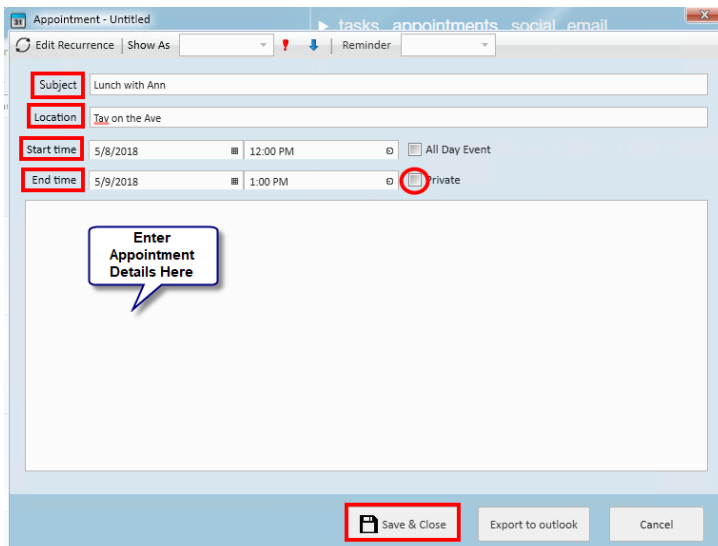 31 Appointment - Untitled
tasks appointments social email
Edit Recurrence Show As Reminder
Subject Lunch with Ann
Location Tav on the Ave
Start time 5/8/2018 12:00 PM All Day Event
End time 5/9/2018 1:00 PM Private
Enter
Appointment
Details Here
Save & Close Export to outlook Cancel